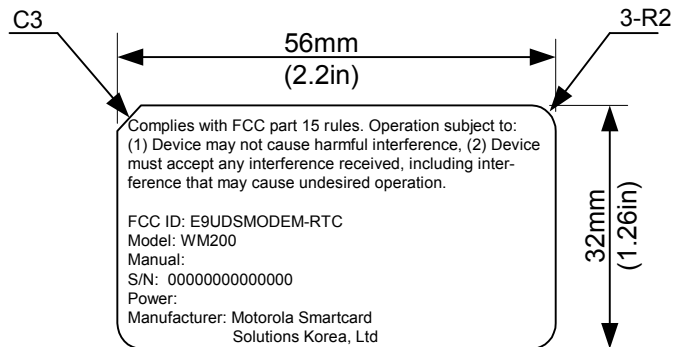 C3
3-R2
56mm
(2.2in)
Complies with FCC part 15 rules. Operation subject to:
(1) Device may not cause harmful interference, (2) Device
must accept any interference received, including inter-
ference that may cause undesired operation.
FCC ID: E9UDSMODEM-RTC
Model: WM200
Manual:
S/N: 00000000000000
Power:
Manufacturer: Motorola Smartcard
Solutions Korea, Ltd
32mm
(1.26in)